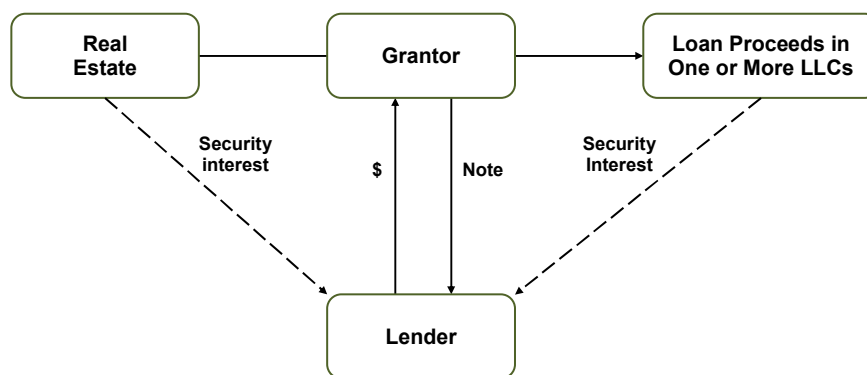 Real
Estate
Grantor
Loan Proceeds in
One or More LLCs
Security
interest
$
Note
Security
Interest
Lender